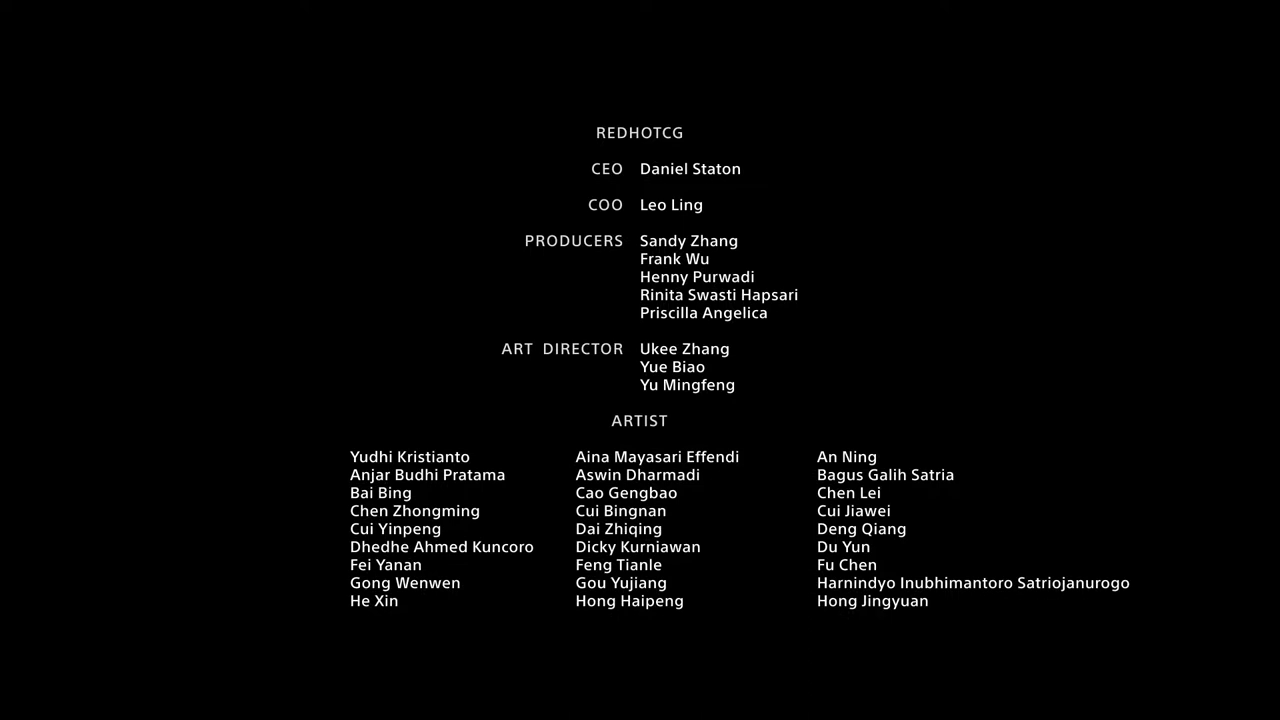 REDHOTCG
CEO Daniel Staton
COO Leo Ling
PRODUCERS Sandy Zhang
Frank Wu
Henny Purwadi
Rinita Swasti Hapsari
Priscilla Angelica
ART DIRECTOR Ukee Zhang
Yue Biao
Yu Mingfeng
ARTIST
Yudhi Kristianto Aina Mayasari Effendi An Ning
Anjar Budhi Pratama Aswin Dharmadi Bagus Galih Satria
Bai Bing Cao Gengbao Chen Lei
Chen Zhongming Cui Bingnan Cui Jiawei
Cui Yinpeng Dai Zhiqing Deng Qiang
Dhedhe Ahmed Kuncoro Dicky Kurniawan Du Yun
Fei Yanan Feng Tianle Fu Chen
Gong Wenwen Gou Yujiang Harnindyo Inubhimantoro Satriojanurogo
He Xin Hong Haipeng Hong Jingyuan